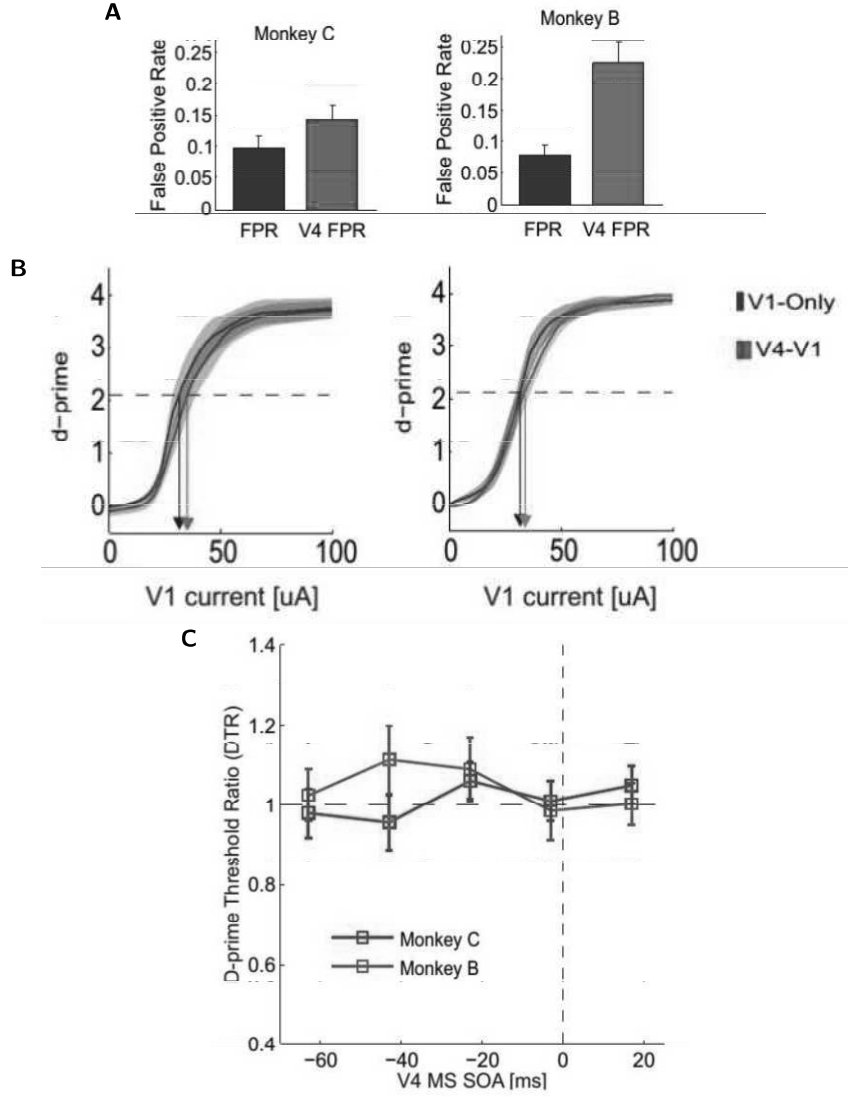 A
Monkey C
Monkey B
False Positive Rate
0.25
0.2
0.15
0.1
0.05
0
FPR V4 FPR
False Positive Rate
0.25
0.2
0.15
0.1
0.05
0
FPR V4 FPR
B
d-prime
4
3
2
1
0
0 50 100
V1 current [uA]
d-prime
4
3
2
1
0
0 50 100
V1 current [uA]
V1-Only
V4-V1
C
D-prime Threshold Ratio (DTR)
1.4
1.2
1
0.8
0.6
0.4
Monkey C
Monkey B
−60 −40 −20 0 20
V4 MS SOA [ms]